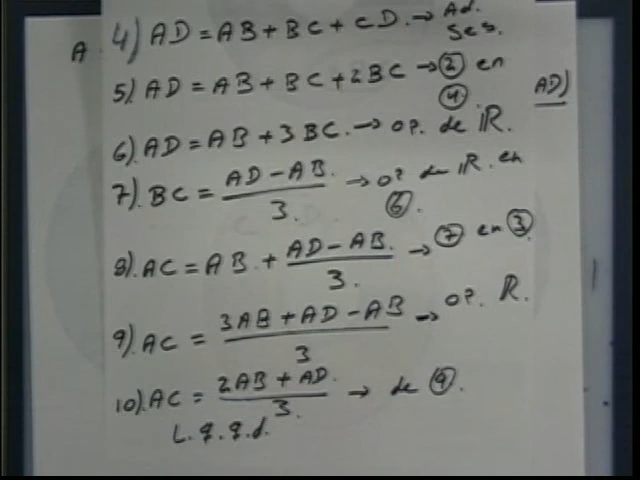 A
4) AD = AB + BC + CD. → Ad. Seg.
5) AD = AB + BC + 2BC → ② en ④
AD)
6) AD = AB + 3BC. → op. de R.
7). BC = AD - AB. / 3. → op de R. en ⑥.
8). AC = AB. + AD - AB. / 3. → ⑦ en ③
9). AC = 3AB + AD - AB / 3 → op. R.
10). AC = 2AB + AD. / 3. → de ⑨.
L.q.q.d.